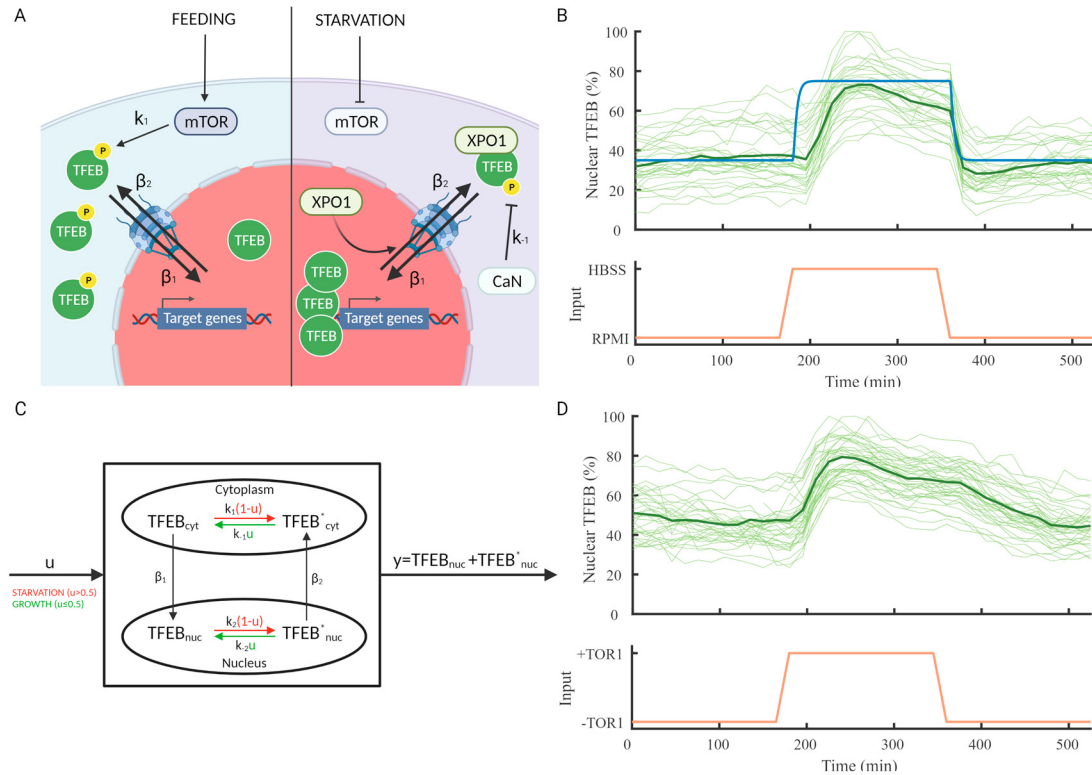 A
FEEDING
STARVATION
mTOR
mTOR
k₁
P
TFEB
β₂
P
TFEB
P
TFEB
β₁
TFEB
Target genes
XPO1
TFEB
P
β₂
XPO1
β₁
k₋₁
CaN
TFEB
TFEB
TFEB
Target genes
B
Nuclear TFEB (%)
100
80
60
40
20
0
Input
HBSS
RPMI
0 100 200 300 400 500
Time (min)
C
u
STARVATION (u>0.5)
GROWTH (u≤0.5)
Cytoplasm
TFEBcyt k₁(1-u) TFEB*cyt
k₋₁u
β₁
β₂
TFEBnuc k₂(1-u) TFEB*nuc
k₋₂u
Nucleus
y=TFEBnuc+TFEB*nuc
D
Nuclear TFEB (%)
100
80
60
40
20
0
Input
+TOR1
-TOR1
0 100 200 300 400 500
Time (min)